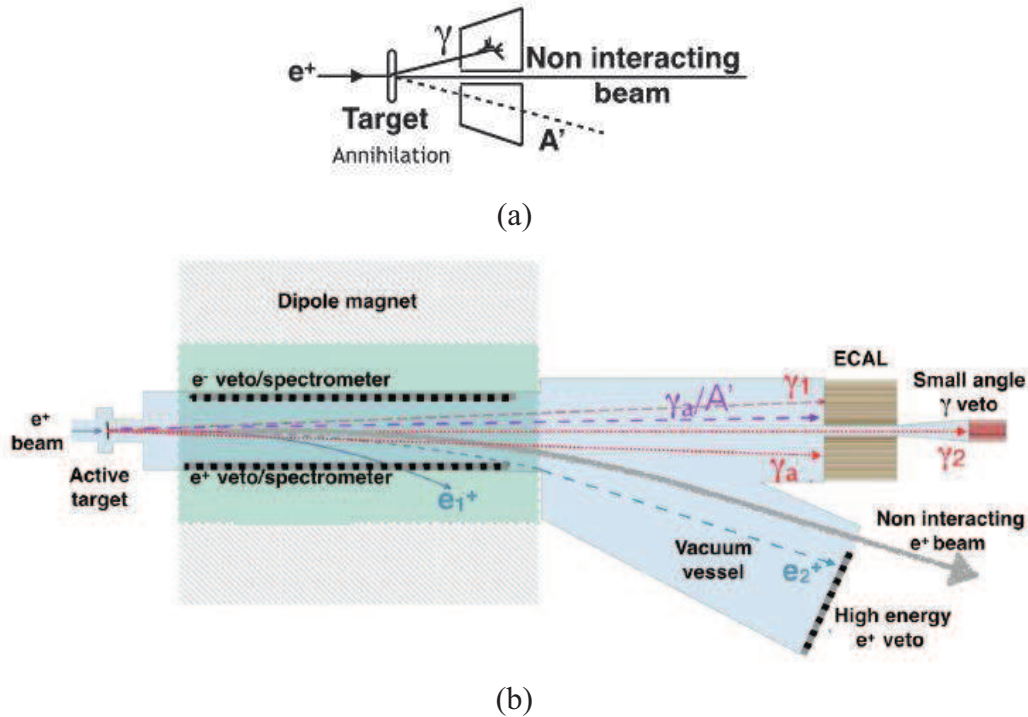 γ
Non interacting
e+
beam
Target
A'
Annihilation
(a)
Dipole magnet
ECAL
e- veto/spectrometer
γ1
Small angle
γ veto
γa/A'
e+
beam
γ2
Active
target
e+ veto/spectrometer
γa
e1+
Non interacting
e+ beam
Vacuum
vessel
e2+
High energy
e+ veto
(b)